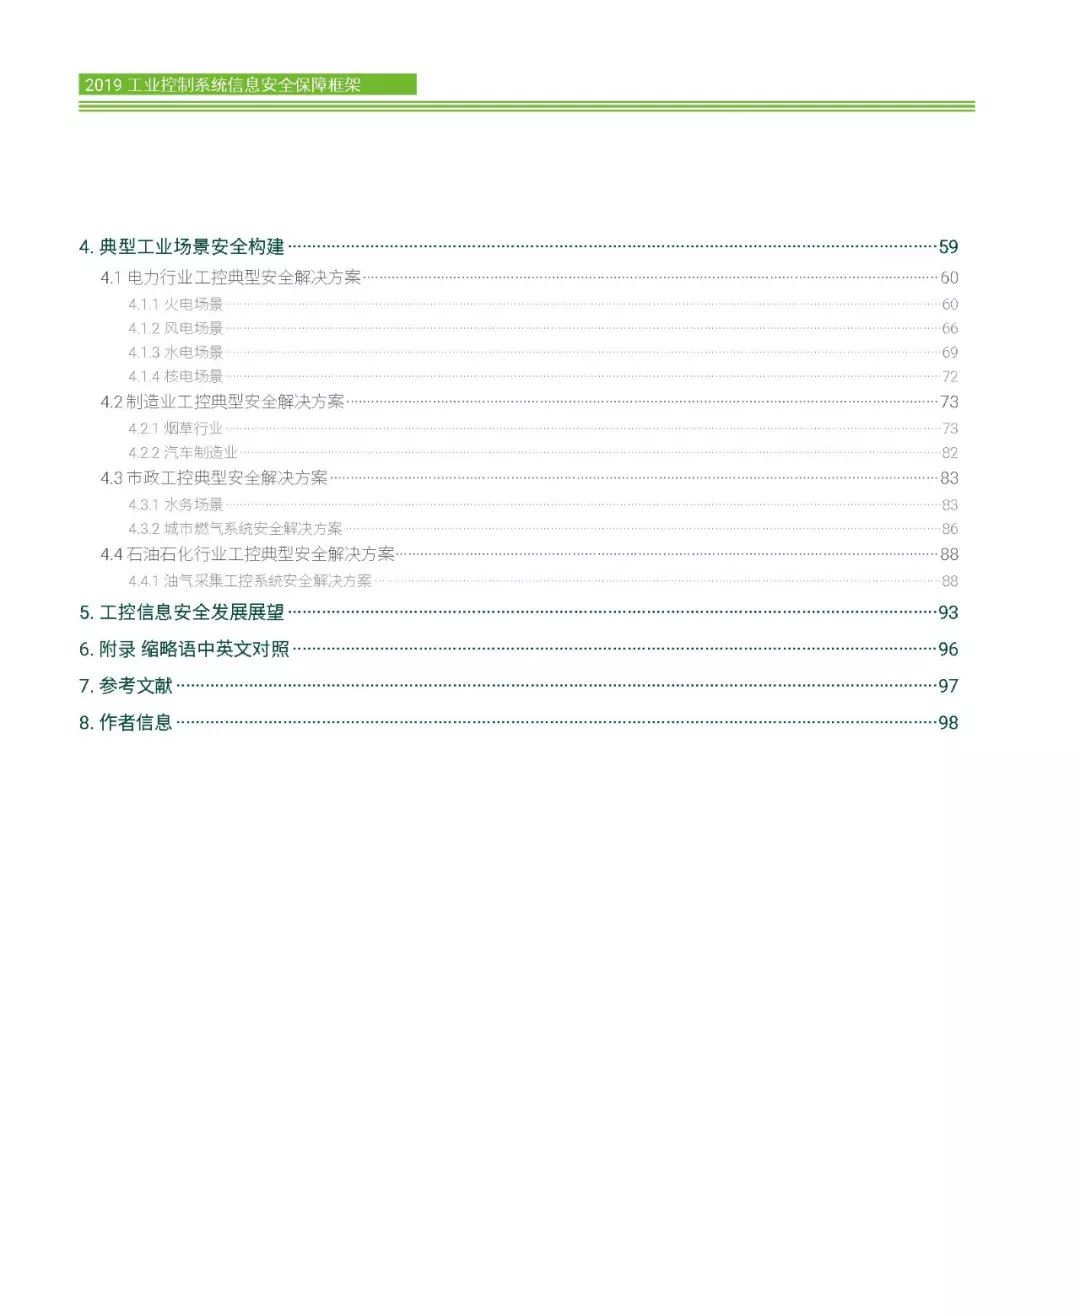 2019 工业控制系统信息安全保障框架
4. 典型工业场景安全构建 59
4.1 电力行业工控典型安全解决方案 60
4.1.1 火电场景 60
4.1.2 风电场景 66
4.1.3 水电场景 69
4.1.4 核电场景 72
4.2 制造业工控典型安全解决方案 73
4.2.1 烟草行业 73
4.2.2 汽车制造业 82
4.3 市政工控典型安全解决方案 83
4.3.1 水务场景 83
4.3.2 城市燃气系统安全解决方案 86
4.4 石油石化行业工控典型安全解决方案 88
4.4.1 油气采集工控系统安全解决方案 88
5. 工控信息安全发展展望 93
6. 附录 缩略语中英文对照 96
7. 参考文献 97
8. 作者信息 98